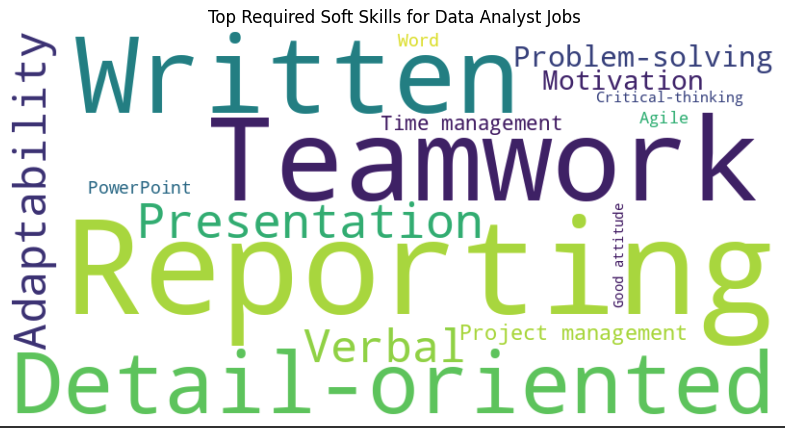 Top Required Soft Skills for Data Analyst Jobs
Adaptability
Written
Word
Problem-solving
Motivation
Critical-thinking
Agile
Time management
Teamwork
PowerPoint
Presentation
Reporting
Good attitude
Verbal
Project management
Detail-oriented